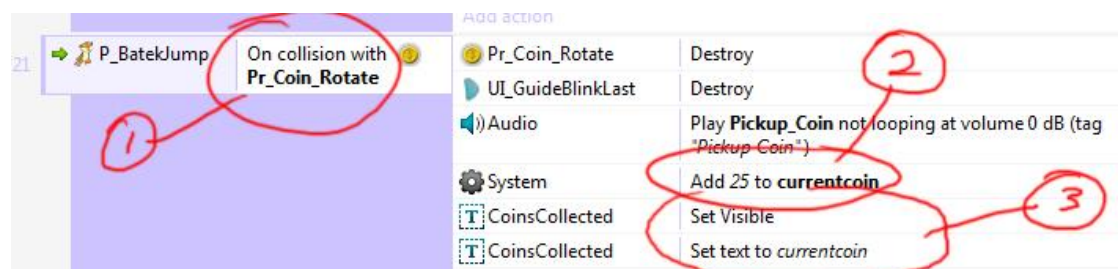 Add action
21
P_BatekJump
On collision with
Pr_Coin_Rotate
Pr_Coin_Rotate Destroy
UI_GuideBlinkLast Destroy
Audio Play Pickup_Coin not looping at volume 0 dB (tag
"Pickup Coin")
System Add 25 to currentcoin
T CoinsCollected Set Visible
T CoinsCollected Set text to currentcoin
1
2
3